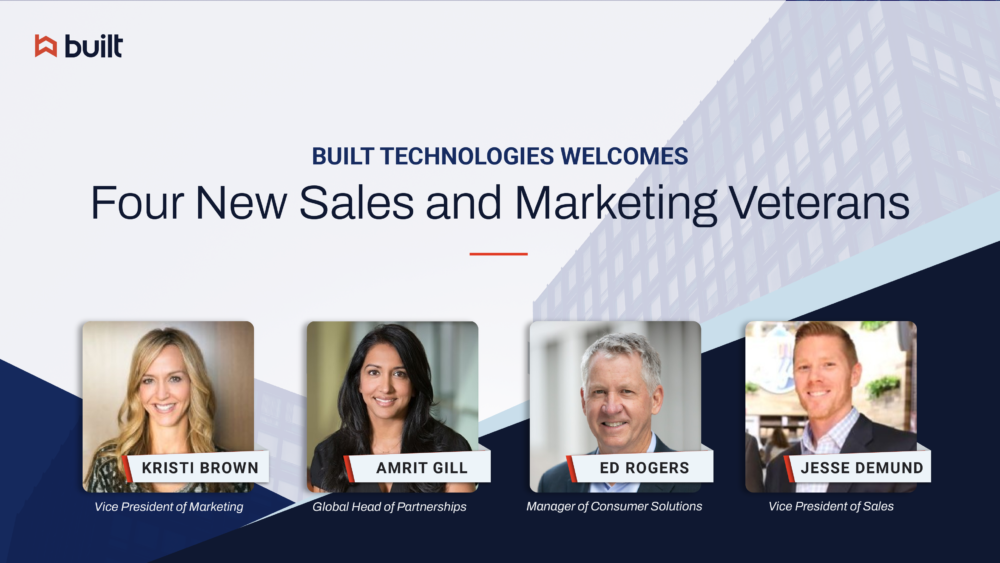 built
BUILT TECHNOLOGIES WELCOMES
Four New Sales and Marketing Veterans
KRISTI BROWN
Vice President of Marketing
AMRIT GILL
Global Head of Partnerships
ED ROGERS
Manager of Consumer Solutions
JESSE DEMUND
Vice President of Sales